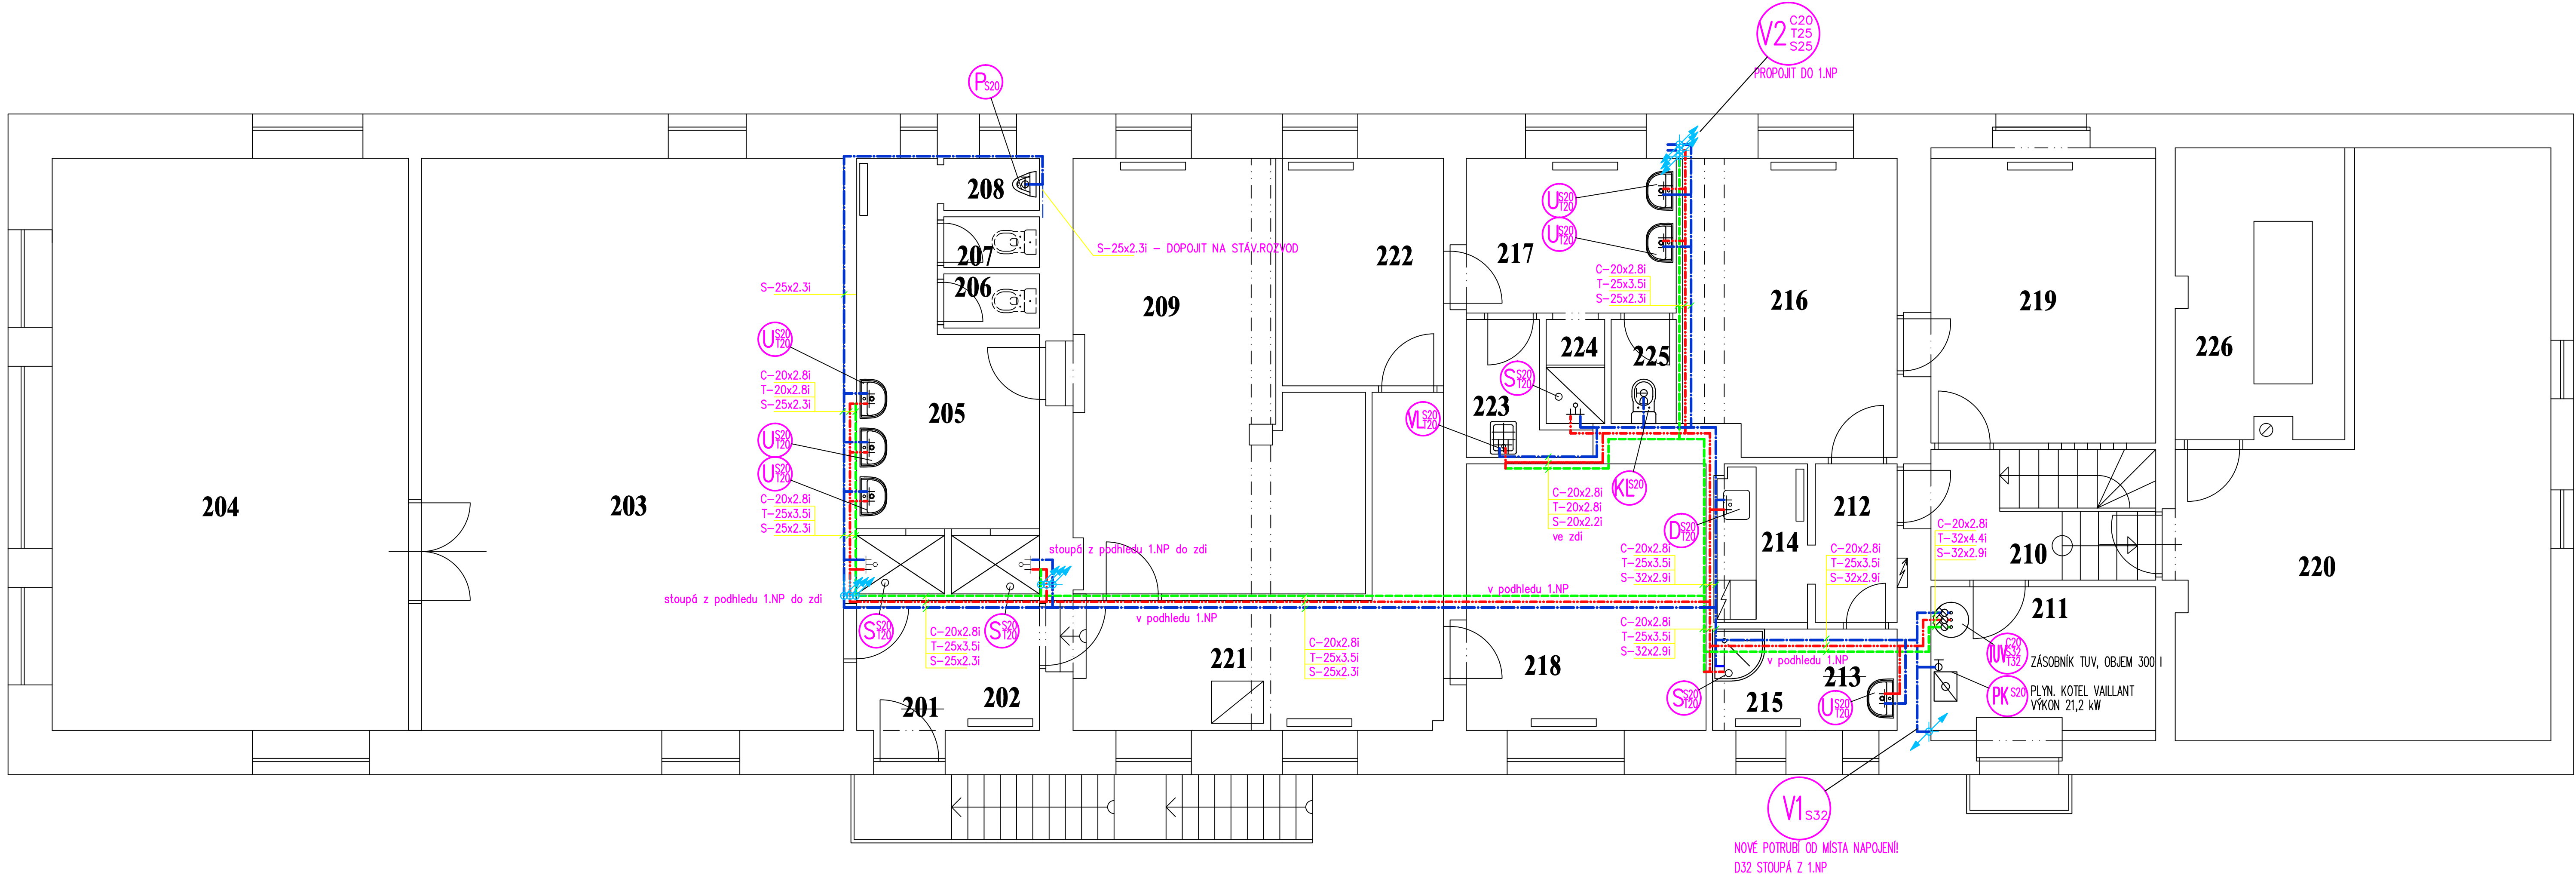 V2 C20
T25
S25
PROPOJIT DO 1.NP
P S20
208
207
206
S-25x2.3i - DOPOJIT NA STÁV.ROZVOD
S-25x2.3i
U S20
T20
C-20x2.8i
T-20x2.8i
S-25x2.3i
U S20
T20
U S20
T20
C-20x2.8i
T-25x3.5i
S-25x2.3i
204
203
205
209
222
217
U S20
T20
U S20
T20
C-20x2.8i
T-25x3.5i
S-25x2.3i
216
219
226
224
225
S S20
T20
223
VL S20
T20
KL S20
C-20x2.8i
T-20x2.8i
S-20x2.2i
ve zdi
D S20
T20
214
212
210
220
C-20x2.8i
T-32x4.4i
S-32x2.9i
C-20x2.8i
T-25x3.5i
S-32x2.9i
C-20x2.8i
T-25x3.5i
S-32x2.9i
stoupá z podhledu 1.NP do zdi
stoupá z podhledu 1.NP do zdi
v podhledu 1.NP
v podhledu 1.NP
v podhledu 1.NP
S S20
T20
S S20
T20
C-20x2.8i
T-25x3.5i
S-25x2.3i
C-20x2.8i
T-25x3.5i
S-25x2.3i
C-20x2.8i
T-25x3.5i
S-32x2.9i
201
202
221
218
S S20
T20
215
213
U S20
T20
211
TUV C20
S32
T32
ZÁSOBNÍK TUV, OBJEM 300 l
PK S20
PLYN. KOTEL VAILLANT
VÝKON 21,2 kW
V1 S32
NOVÉ POTRUBÍ OD MÍSTA NAPOJENÍ!
D32 STOUPÁ Z 1.NP